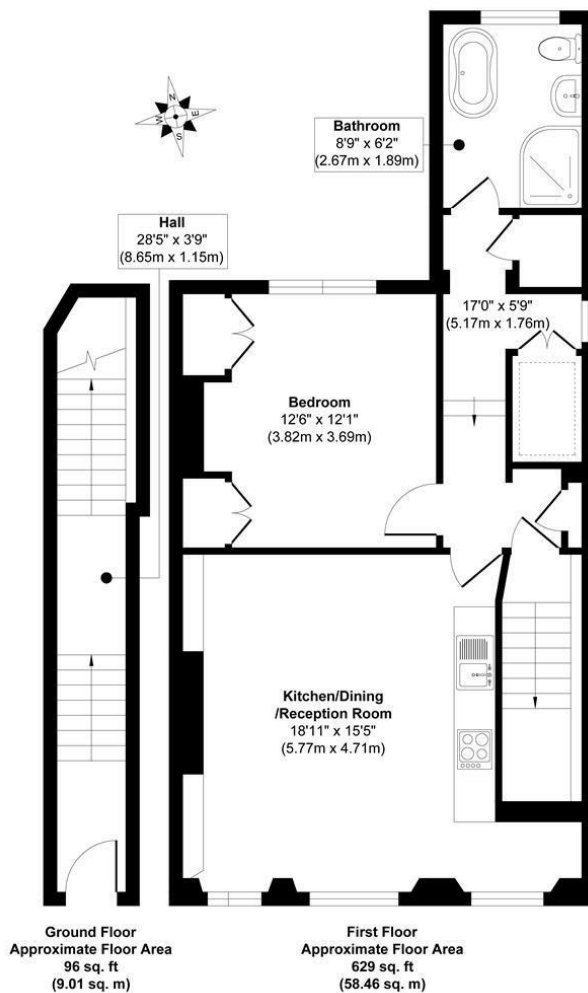 N
W
E
S
Bathroom
8'9" x 6'2"
(2.67m x 1.89m)
Hall
28'5" x 3'9"
(8.65m x 1.15m)
17'0" x 5'9"
(5.17m x 1.76m)
Bedroom
12'6" x 12'1"
(3.82m x 3.69m)
Kitchen/Dining
/Reception Room
18'11" x 15'5"
(5.77m x 4.71m)
Ground Floor
Approximate Floor Area
96 sq. ft
(9.01 sq. m)
First Floor
Approximate Floor Area
629 sq. ft
(58.46 sq. m)